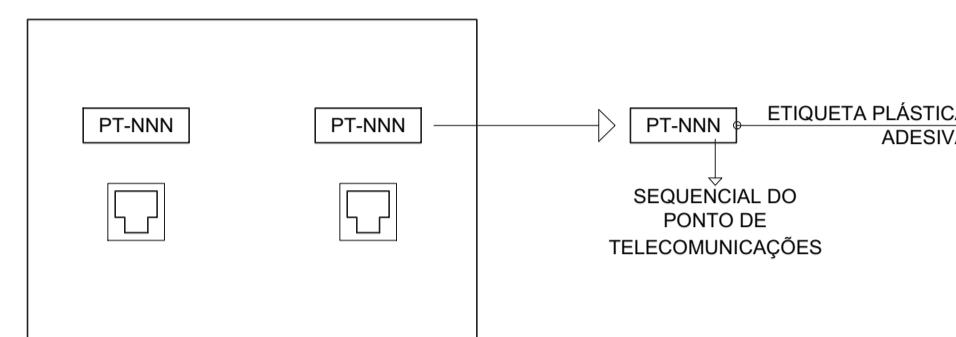 PT-NNN
PT-NNN
PT-NNN
ETIQUETA PLÁSTICA
ADESIVA
SEQUENCIAL DO
PONTO DE
TELECOMUNICAÇÕES